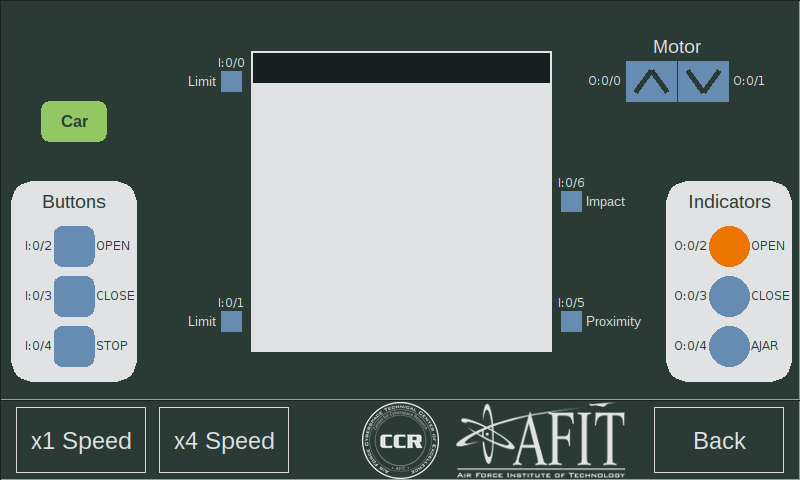 Motor
I:0/0
Limit
O:0/0
O:0/1
Car
I:0/6
Impact
Buttons
I:0/2 OPEN
I:0/3 CLOSE
I:0/4 STOP
I:0/1
Limit
I:0/5
Proximity
Indicators
O:0/2 OPEN
O:0/3 CLOSE
O:0/4 AJAR
x1 Speed
x4 Speed
CCR
AFIT
AIR FORCE INSTITUTE OF TECHNOLOGY
Back